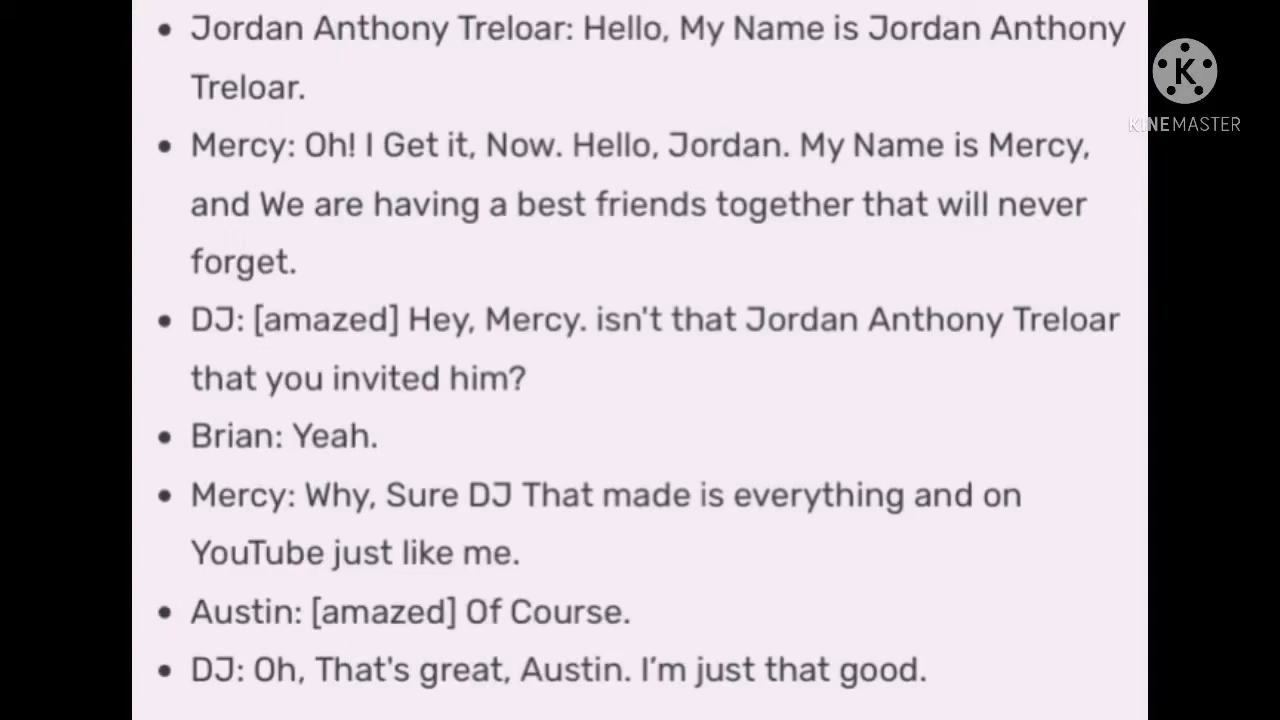 Jordan Anthony Treloar: Hello, My Name is Jordan Anthony
Treloar.
Mercy: Oh! I Get it, Now. Hello, Jordan. My Name is Mercy,
and We are having a best friends together that will never
forget.
DJ: [amazed] Hey, Mercy. isn't that Jordan Anthony Treloar
that you invited him?
Brian: Yeah.
Mercy: Why, Sure DJ That made is everything and on
YouTube just like me.
Austin: [amazed] Of Course.
DJ: Oh, That's great, Austin. I’m just that good.
K
KINEMASTER